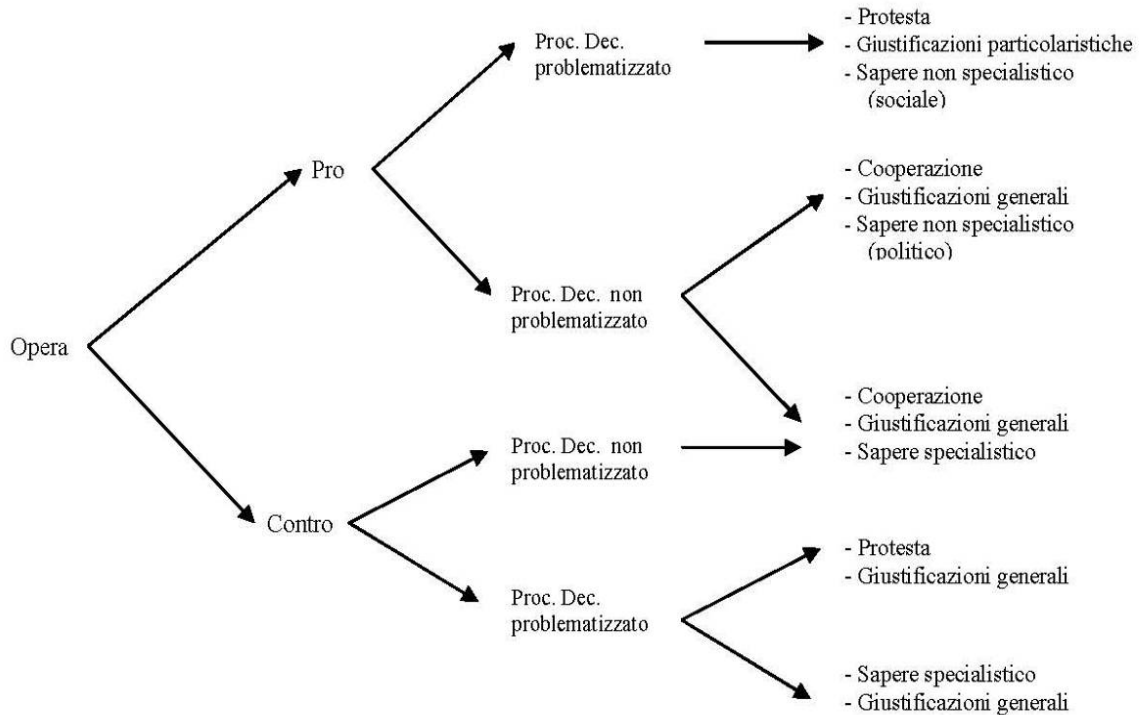 - Protesta
Proc. Dec.
problematizzato
- Giustificazioni particolaristiche
- Sapere non specialistico
(sociale)
Pro
- Cooperazione
- Giustificazioni generali
- Sapere non specialistico
(politico)
Proc. Dec. non
problematizzato
Opera
- Cooperazione
- Giustificazioni generali
- Sapere specialistico
Proc. Dec. non
problematizzato
Contro
- Protesta
- Giustificazioni generali
Proc. Dec.
problematizzato
- Sapere specialistico
- Giustificazioni generali